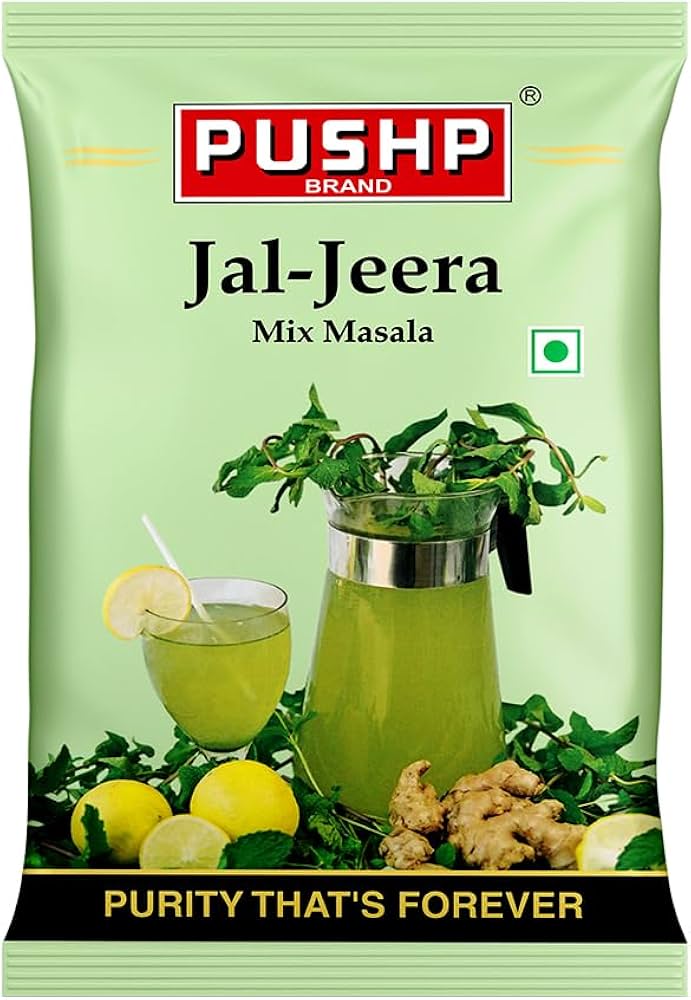 PUSHP
®
BRAND
Jal-Jeera
Mix Masala
PURITY THAT'S FOREVER